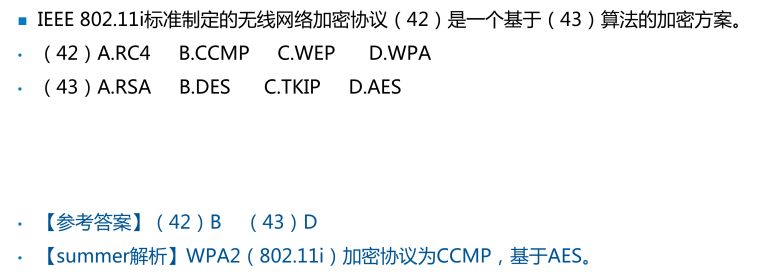 IEEE 802.11i标准制定的无线网络加密协议（42）是一个基于（43）算法的加密方案。
（42）A.RC4 B.CCMP C.WEP D.WPA
（43）A.RSA B.DES C.TKIP D.AES
【参考答案】（42）B （43）D
【summer解析】WPA2（802.11i）加密协议为CCMP，基于AES。